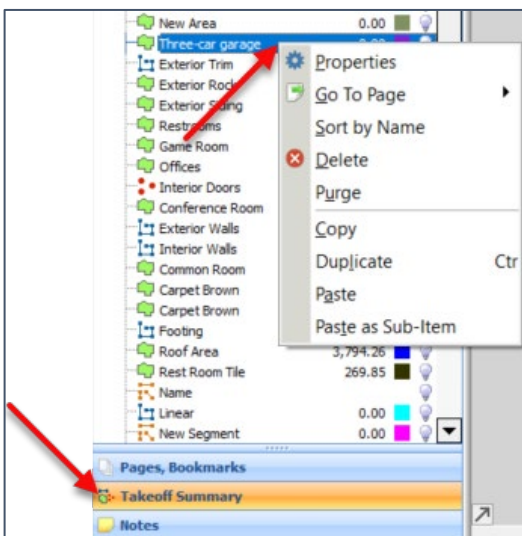 New Area 0.00
Three-car garage
Properties
Exterior Trim
Exterior Rock
Go To Page
Exterior Siding
Restrooms
Sort by Name
Game Room
Offices
Delete
Interior Doors
Purge
Conference Room
Exterior Walls
Copy
Interior Walls
Common Room
Duplicate Ctr
Carpet Brown
Carpet Brown
Paste
Footing
Paste as Sub-Item
Roof Area 3,794.26
Rest Room Tile 269.85
Name
Linear 0.00
New Segment 0.00
Pages, Bookmarks
Takeoff Summary
Notes